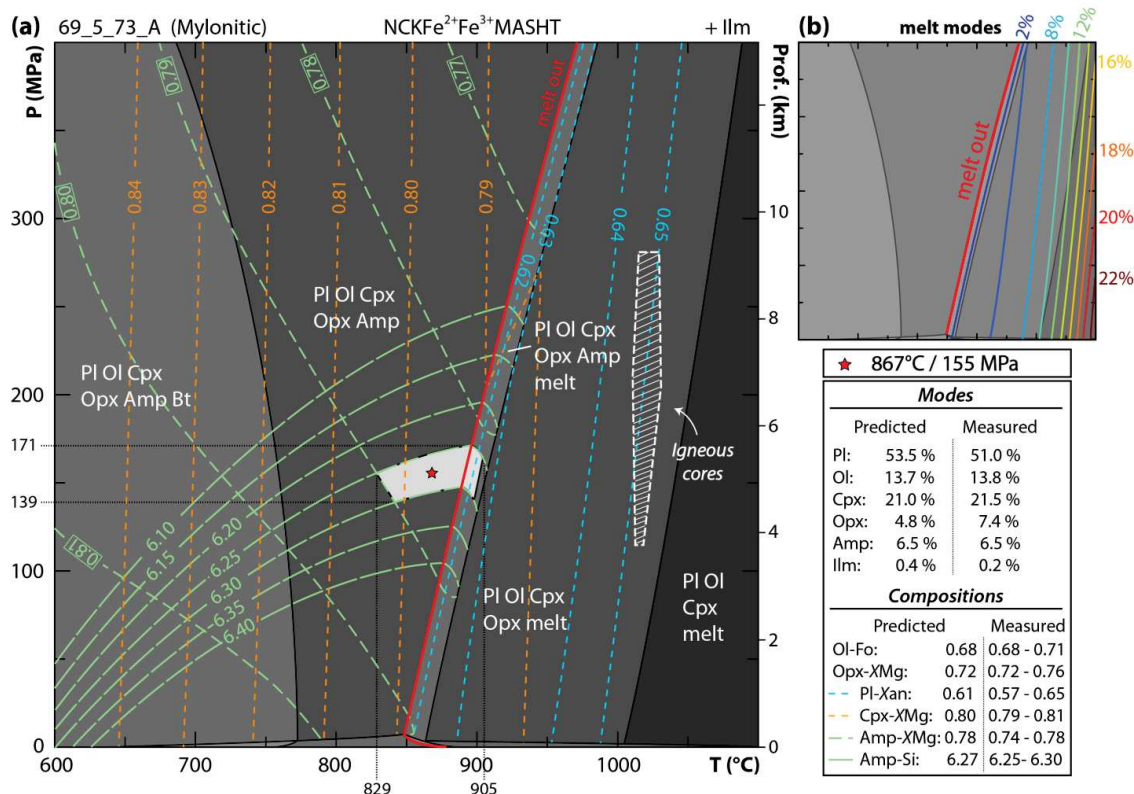 (a) 69_5_73_A (Mylonitic) NCKFe2+Fe3+MASHT + Ilm
P (MPa)
300
200
171
139
100
0
600
700
800
900
1000
T (°C)
829
905
Prof. (km)
10
8
6
4
2
0
0.79
0.78
0.77
0.80
0.81
0.84
0.83
0.82
0.81
0.80
0.79
melt out
0.63
0.62
0.64
0.65
6.10
6.15
6.20
6.25
6.30
6.35
6.40
Pl Ol Cpx
Opx Amp Bt
Pl Ol Cpx
Opx Amp
Pl Ol Cpx
Opx Amp
melt
Igneous
cores
Pl Ol Cpx
Opx melt
Pl Ol
Cpx
melt
(b)
melt modes
2%
8%
12%
16%
18%
20%
22%
melt out
867°C / 155 MPa
Modes
Predicted Measured
Pl: 53.5 % 51.0 %
Ol: 13.7 % 13.8 %
Cpx: 21.0 % 21.5 %
Opx: 4.8 % 7.4 %
Amp: 6.5 % 6.5 %
Ilm: 0.4 % 0.2 %
Compositions
Predicted Measured
Ol-Fo: 0.68 0.68 - 0.71
Opx-XMg: 0.72 0.72 - 0.76
Pl-Xan: 0.61 0.57 - 0.65
Cpx-XMg: 0.80 0.79 - 0.81
Amp-XMg: 0.78 0.74 - 0.78
Amp-Si: 6.27 6.25- 6.30